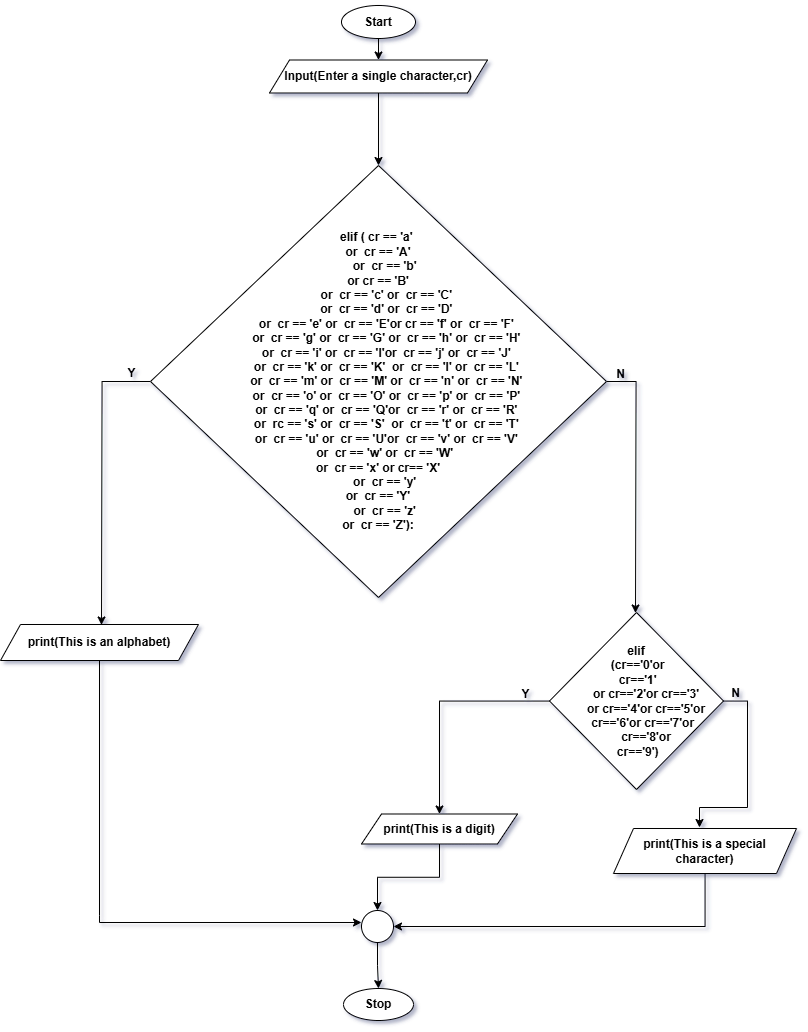 Start
Input(Enter a single character,cr)
elif ( cr == 'a'
or cr == 'A'
or cr == 'b'
or cr == 'B'
or cr == 'c' or cr == 'C'
or cr == 'd' or cr == 'D'
or cr == 'e' or cr == 'E'or cr == 'f' or cr == 'F'
or cr == 'g' or cr == 'G' or cr == 'h' or cr == 'H'
or cr == 'i' or cr == 'I'or cr == 'j' or cr == 'J'
or cr == 'k' or cr == 'K' or cr == 'l' or cr == 'L'
or cr == 'm' or cr == 'M' or cr == 'n' or cr == 'N'
or cr == 'o' or cr == 'O' or cr == 'p' or cr == 'P'
or cr == 'q' or cr == 'Q'or cr == 'r' or cr == 'R'
or rc == 's' or cr == 'S' or cr == 't' or cr == 'T'
or cr == 'u' or cr == 'U'or cr == 'v' or cr == 'V'
or cr == 'w' or cr == 'W'
or cr == 'x' or cr== 'X'
or cr == 'y'
or cr == 'Y'
or cr == 'z'
or cr == 'Z'):
Y
N
print(This is an alphabet)
elif
(cr=='0'or
cr=='1'
or cr=='2'or cr=='3'
or cr=='4'or cr=='5'or
cr=='6'or cr=='7'or
cr=='8'or
cr=='9')
Y
N
print(This is a digit)
print(This is a special
character)
Stop